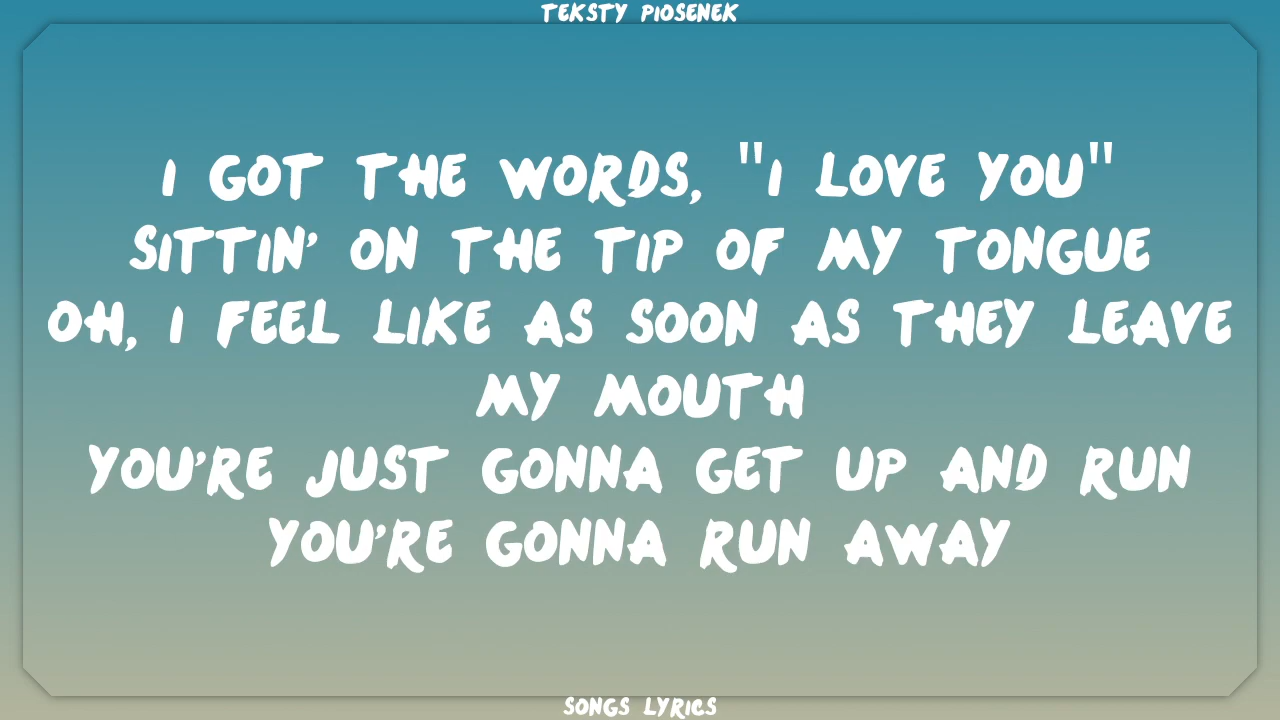 TEKSTY PIOSENEK
I GOT THE WORDS, "I LOVE YOU"
SITTIN' ON THE TIP OF MY TONGUE
OH, I FEEL LIKE AS SOON AS THEY LEAVE
MY MOUTH
YOU'RE JUST GONNA GET UP AND RUN
YOU'RE GONNA RUN AWAY
SONGS LYRICS